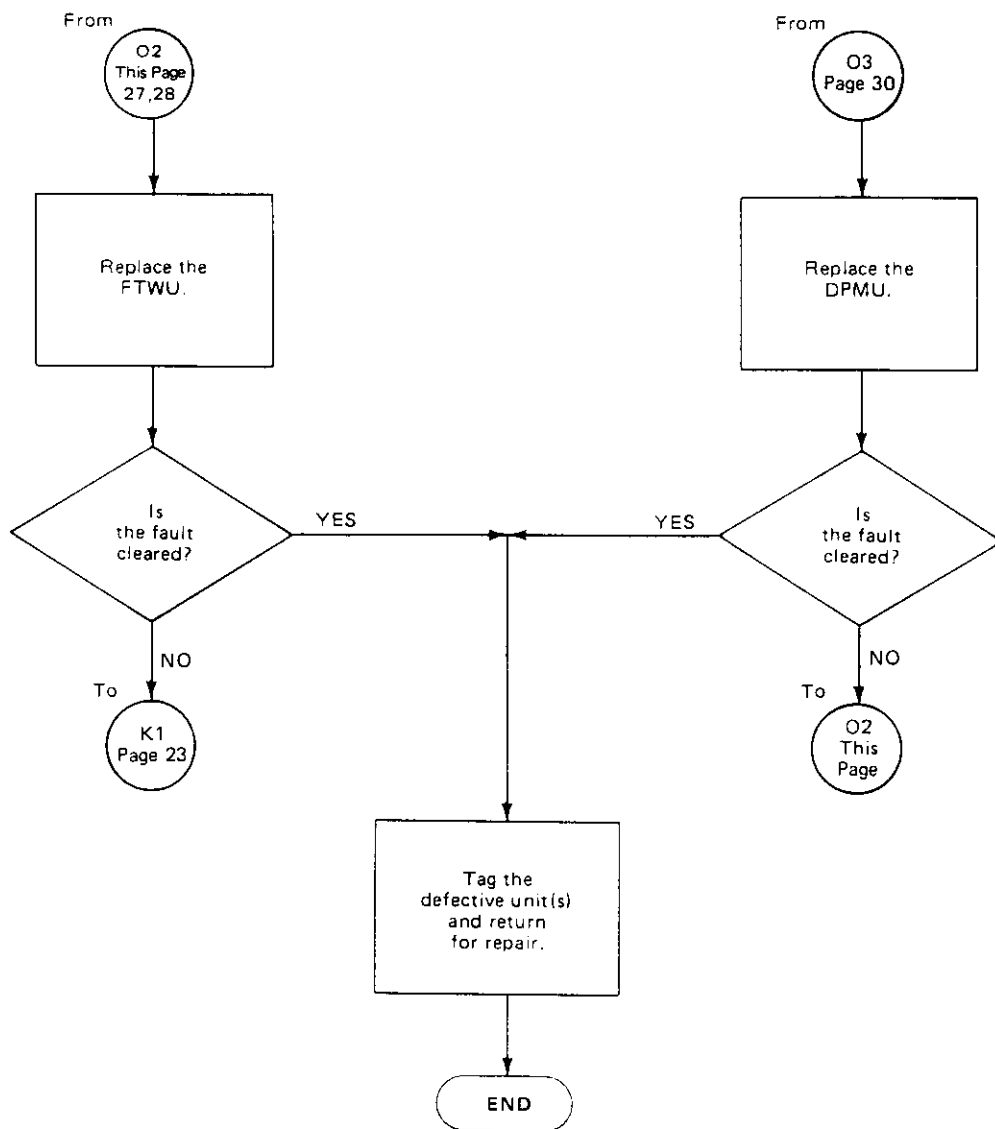 From
O2
This Page
27,28
Replace the
FTWU.
Is
the fault
cleared?
YES
NO
To
K1
Page 23
From
O3
Page 30
Replace the
DPMU.
Is
the fault
cleared?
YES
NO
To
O2
This
Page
Tag the
defective unit(s)
and return
for repair.
END